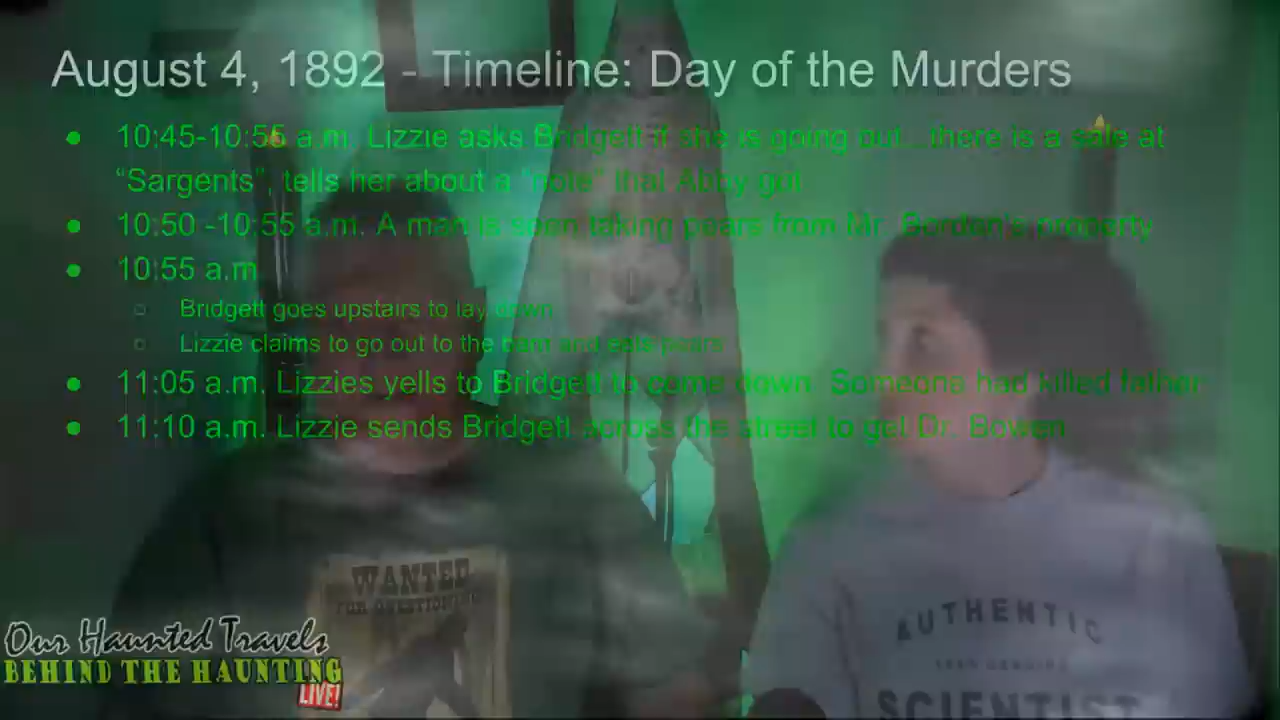 August 4, 1892 - Timeline: Day of the Murders
● 10:45-10:55 a.m. Lizzie asks Bridgett if she is going out...there is a sale at
“Sargents”, tells her about a “note” that Abby got.
● 10:50 -10:55 a.m. A man is seen taking pears from Mr. Borden's property
● 10:55 a.m.
○ Bridgett goes upstairs to lay down
○ Lizzie claims to go out to the barn and eats pears
● 11:05 a.m. Lizzies yells to Bridgett to come down. Someone had killed father
● 11:10 a.m. Lizzie sends Bridgett across the street to get Dr. Bowen
WANTED
FOR QUESTIONING
AUTHENTIC
SCIENTIST
Our Haunted Travels
BEHIND THE HAUNTING
LIVE!